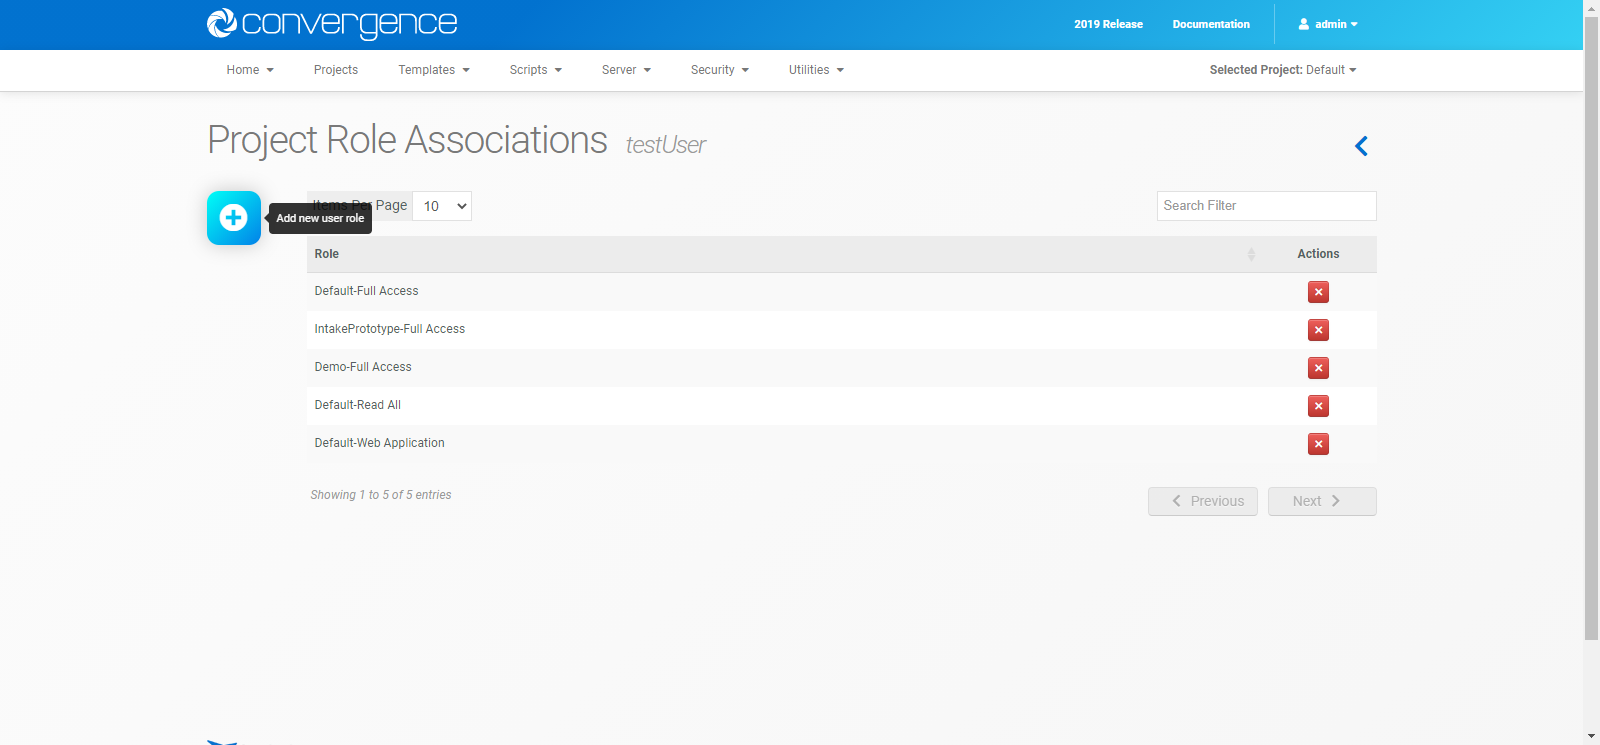 convergence
2019 Release Documentation admin
Home Projects Templates Scripts Server Security Utilities Selected Project: Default
Project Role Associations testUser
Items Per Page 10 Search Filter
Add new user role
Role Actions
Default-Full Access
IntakePrototype-Full Access
Demo-Full Access
Default-Read All
Default-Web Application
Showing 1 to 5 of 5 entries Previous Next